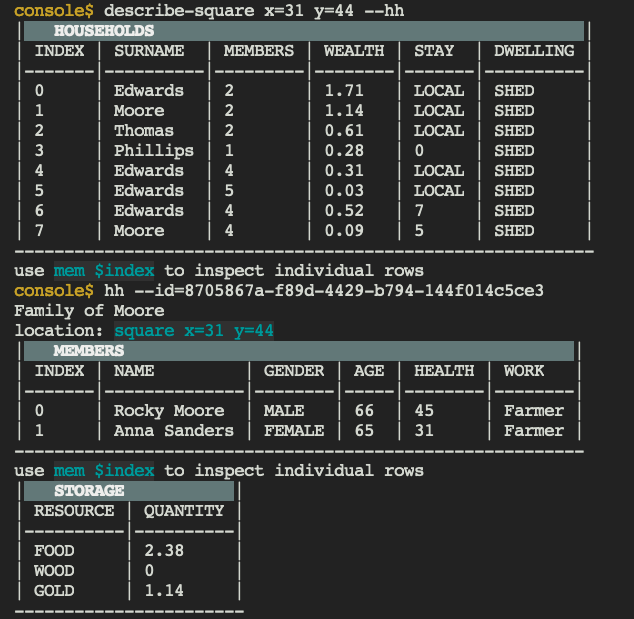 console$ describe-square x=31 y=44 --hh
HOUSEHOLDS
| INDEX | SURNAME | MEMBERS | WEALTH | STAY | DWELLING |
|-------|----------|---------|--------|-------|----------|
| 0 | Edwards | 2 | 1.71 | LOCAL | SHED |
| 1 | Moore | 2 | 1.14 | LOCAL | SHED |
| 2 | Thomas | 2 | 0.61 | LOCAL | SHED |
| 3 | Phillips | 1 | 0.28 | 0 | SHED |
| 4 | Edwards | 4 | 0.31 | LOCAL | SHED |
| 5 | Edwards | 5 | 0.03 | LOCAL | SHED |
| 6 | Edwards | 4 | 0.52 | 7 | SHED |
| 7 | Moore | 4 | 0.09 | 5 | SHED |
----------------------------------------------------------
use mem $index to inspect individual rows
console$ hh --id=8705867a-f89d-4429-b794-144f014c5ce3
Family of Moore
location: square x=31 y=44
MEMBERS
| INDEX | NAME | GENDER | AGE | HEALTH | WORK |
|-------|--------------|--------|-----|--------|--------|
| 0 | Rocky Moore | MALE | 66 | 45 | Farmer |
| 1 | Anna Sanders | FEMALE | 65 | 31 | Farmer |
---------------------------------------------------------
use mem $index to inspect individual rows
STORAGE
| RESOURCE | QUANTITY |
|----------|----------|
| FOOD | 2.38 |
| WOOD | 0 |
| GOLD | 1.14 |
-----------------------